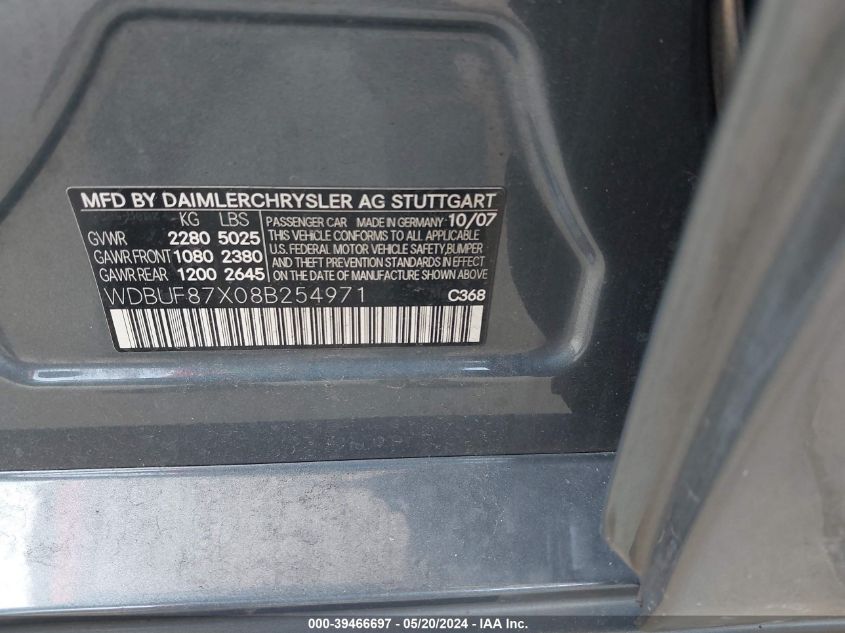 MFD BY DAIMLERCHRYSLER AG STUTTGART
KG LBS PASSENGER CAR MADE IN GERMANY 10/07
GVWR 2280 5025 THIS VEHICLE CONFORMS TO ALL APPLICABLE
GAWR FRONT 1080 2380 U.S. FEDERAL MOTOR VEHICLE SAFETY,BUMPER
GAWR REAR 1200 2645 AND THEFT PREVENTION STANDARDS IN EFFECT
ON THE DATE OF MANUFACTURE SHOWN ABOVE.
WDBUF87X08B254971 C368
000-39466697 - 05/20/2024 - IAA Inc.